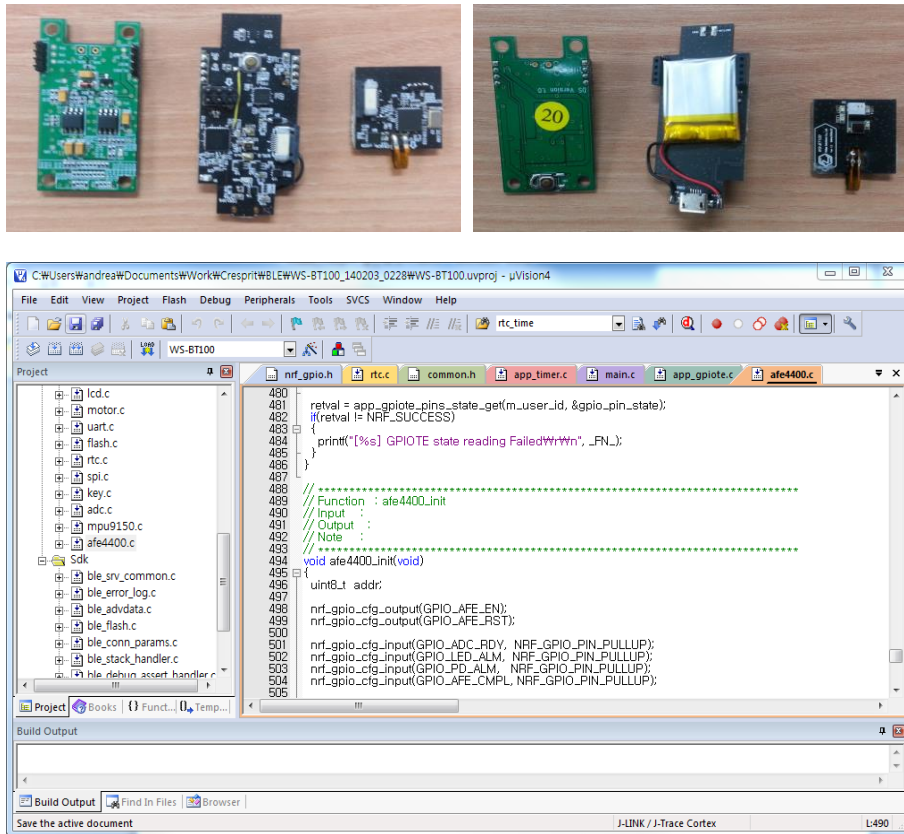 20
DS Version 1.0
C:₩Users₩andrea₩Documents₩Work₩Cresprit₩BLE₩WS-BT100_140203_0228₩WS-BT100.uvproj - µVision4
File Edit View Project Flash Debug Peripherals Tools SVCS Window Help
rtc_time
LOAD WS-BT100
Project
nrf_gpio.h rtc.c common.h app_timer.c main.c app_gpiote.c afe4400.c
lcd.c
motor.c
uart.c
flash.c
rtc.c
spi.c
key.c
adc.c
mpu9150.c
afe4400.c
Sdk
ble_srv_common.c
ble_error_log.c
ble_advdata.c
ble_conn_params.c
ble_stack_handler.c
ble_debug_assert_handler.c
480
481 retval = app_gpiote_pins_state_get(m_user_id, &gpio_pin_state);
482 if(retval != NRF_SUCCESS)
483 {
484 printf("[%s] GPIOTE state reading Failed₩r₩n", _FN_);
485 }
486 }
487
488 // ****************************************************************************
489 // Function : afe4400_init
490 // Input :
491 // Output :
492 // Note :
493 // ****************************************************************************
494 void afe4400_init(void)
495 {
496 uint8_t addr;
497
498 nrf_gpio_cfg_output(GPIO_AFE_EN);
499 nrf_gpio_cfg_output(GPIO_AFE_RST);
500
501 nrf_gpio_cfg_input(GPIO_ADC_RDY, NRF_GPIO_PIN_PULLUP);
502 nrf_gpio_cfg_input(GPIO_LED_ALM, NRF_GPIO_PIN_PULLUP);
503 nrf_gpio_cfg_input(GPIO_PD_ALM, NRF_GPIO_PIN_PULLUP);
504 nrf_gpio_cfg_input(GPIO_AFE_CMPL, NRF_GPIO_PIN_PULLUP);
505
Project Books {} Funct... 0 Temp...
Build Output
Build Output Find In Files Browser
Save the active document J-LINK / J-Trace Cortex L:490